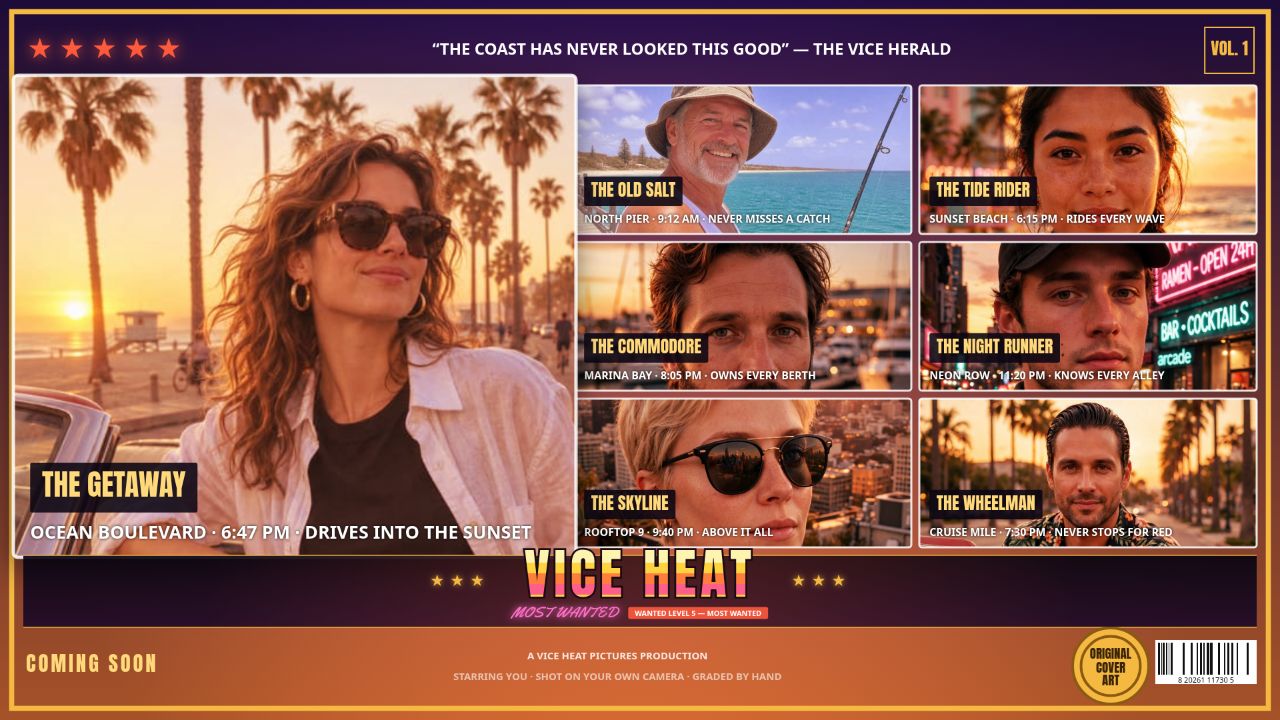 ★ ★ ★ ★ ★
“THE COAST HAS NEVER LOOKED THIS GOOD” — THE VICE HERALD
VOL. 1
THE GETAWAY
OCEAN BOULEVARD · 6:47 PM · DRIVES INTO THE SUNSET
THE OLD SALT
NORTH PIER · 9:12 AM · NEVER MISSES A CATCH
THE TIDE RIDER
SUNSET BEACH · 6:15 PM · RIDES EVERY WAVE
THE COMMODORE
MARINA BAY · 8:05 PM · OWNS EVERY BERTH
RAMEN - OPEN 24H
BAR • COCKTAILS
arcade
THE NIGHT RUNNER
NEON ROW · 11:20 PM · KNOWS EVERY ALLEY
THE SKYLINE
ROOFTOP 9 · 9:40 PM · ABOVE IT ALL
THE WHEELMAN
CRUISE MILE · 7:30 PM · NEVER STOPS FOR RED
★ ★ ★ VICE HEAT ★ ★ ★
MOST WANTED WANTED LEVEL 5 — MOST WANTED
COMING SOON
A VICE HEAT PICTURES PRODUCTION
STARRING YOU · SHOT ON YOUR OWN CAMERA · GRADED BY HAND
ORIGINAL
COVER
ART
8 20261 11730 5